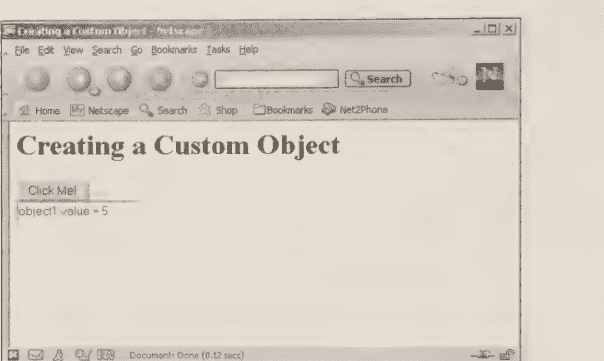 Creating a Custom Object - Netscape
File Edit View Search Go Bookmarks Tasks Help
Search
N
Home My Netscape Search Shop Bookmarks Net2Phone
Creating a Custom Object
Click Me!
object1 value = 5
Document: Done (0.12 secs)